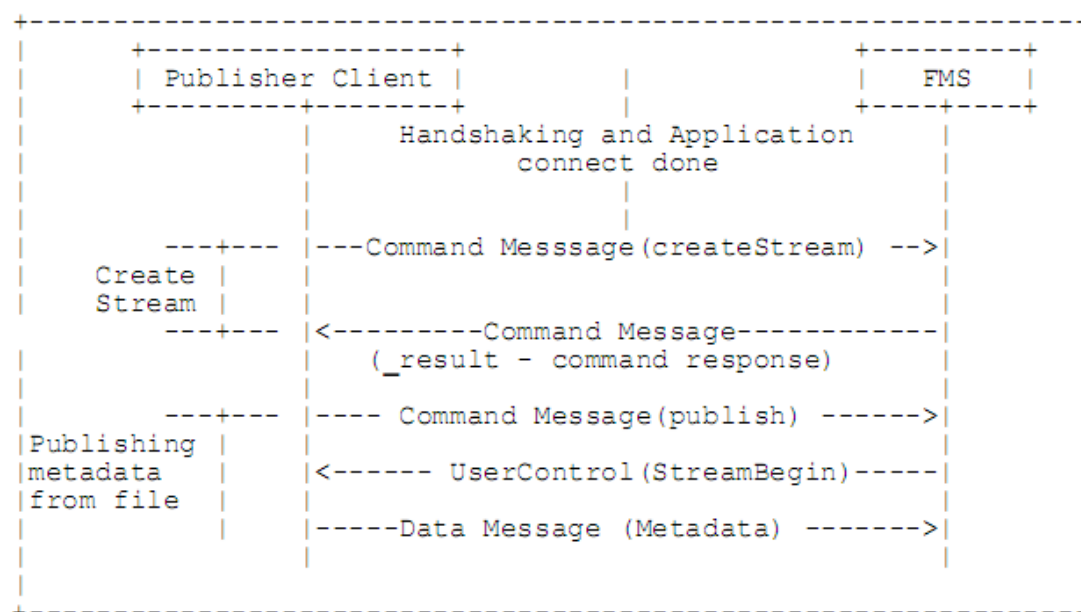 Publisher Client
FMS
Handshaking and Application
connect done
---Command Messsage(createStream) -->
Create
Stream
<---------Command Message------------
(_result - command response)
---- Command Message(publish) ------>
Publishing
metadata
from file
<------ UserControl(StreamBegin)-----
-----Data Message (Metadata) ------->